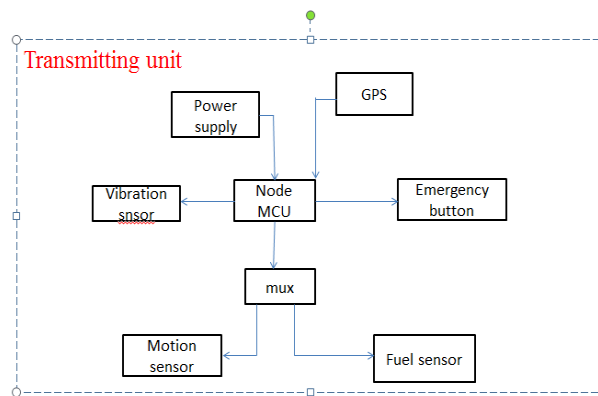 Transmitting unit
GPS
Power
supply
Vibration
snsor
Node
MCU
Emergency
button
mux
Motion
sensor
Fuel sensor